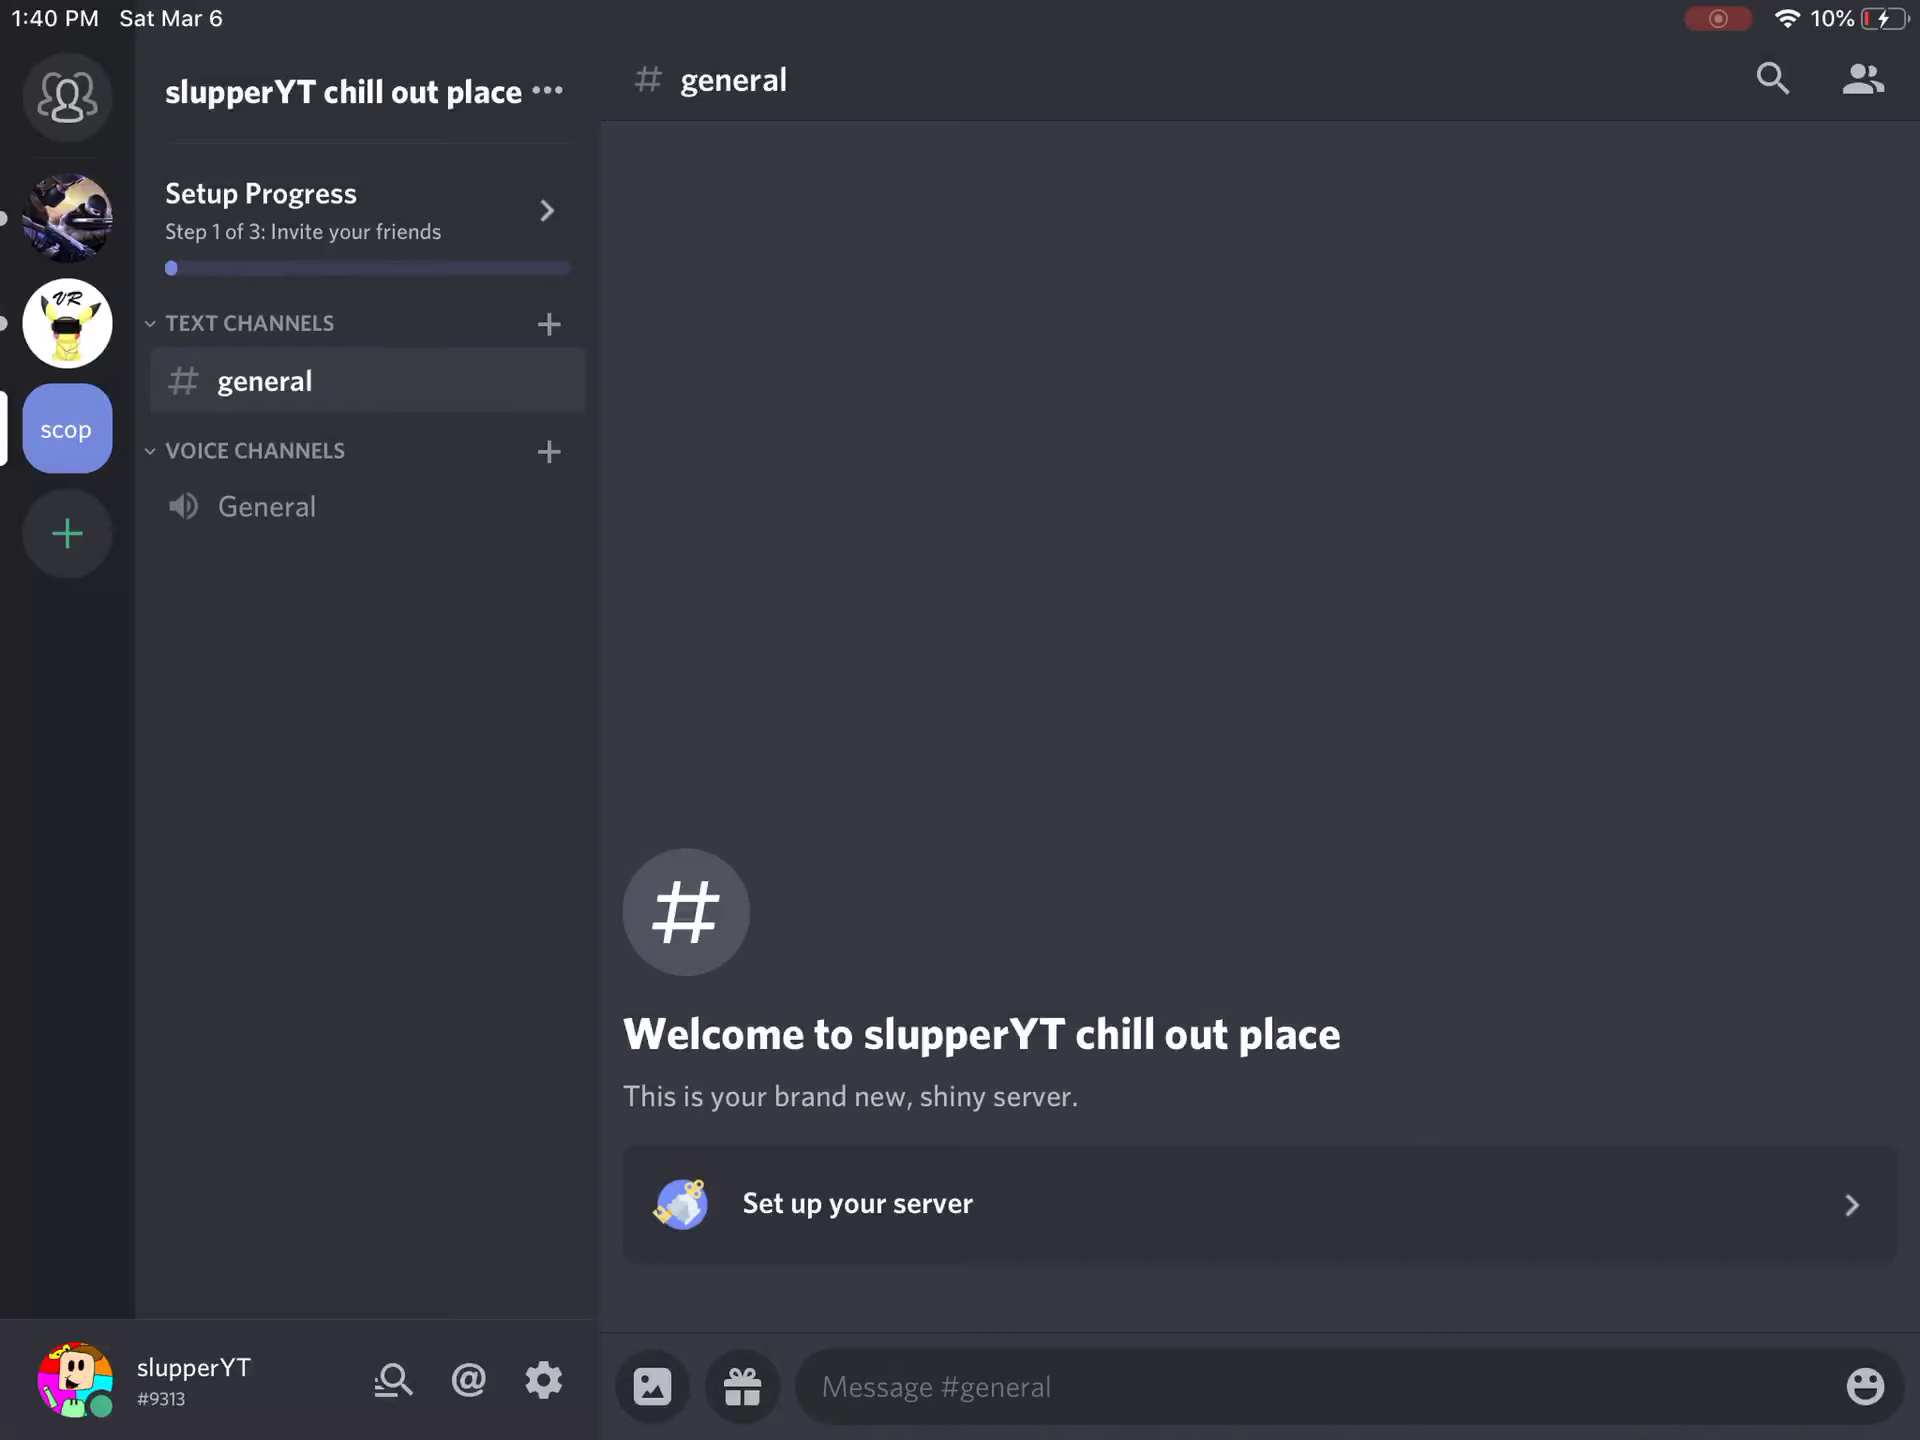 1:40 PM Sat Mar 6
10%
slupperYT chill out place
Setup Progress
Step 1 of 3: Invite your friends
TEXT CHANNELS
# general
VOICE CHANNELS
General
VR
scop
slupperYT
#9313
# general
#
Welcome to slupperYT chill out place
This is your brand new, shiny server.
Set up your server
Message #general